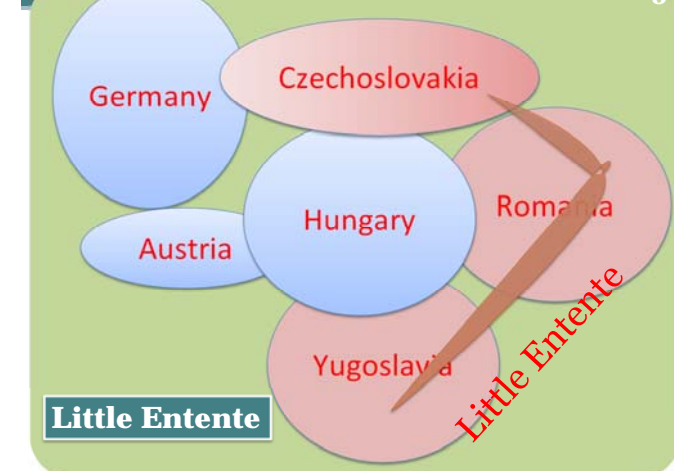 Czechoslovakia
Germany
Romania
Hungary
Austria
Little Entente
Yugoslavia
Little Entente